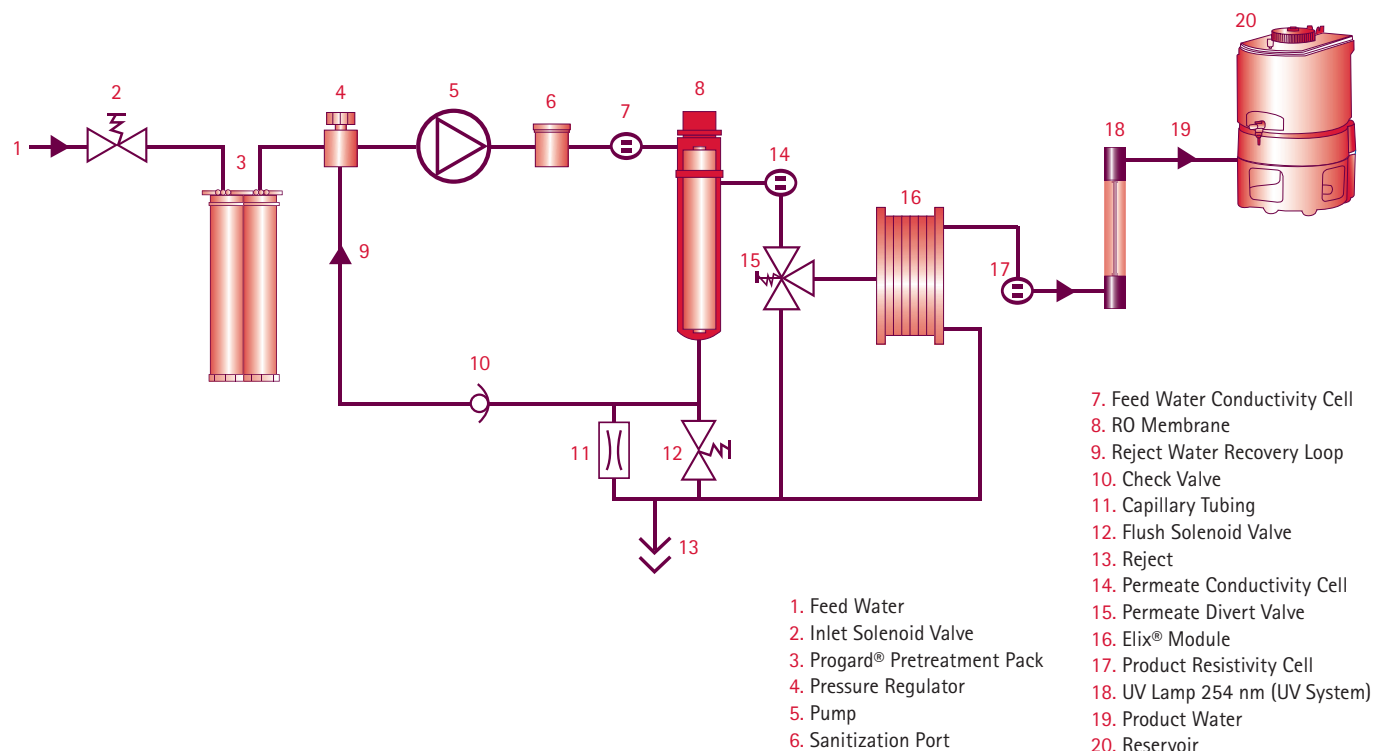 20
2
4
5
6
7
8
18
19
14
1
3
16
9
15
17
10
11
12
13
7. Feed Water Conductivity Cell
8. RO Membrane
9. Reject Water Recovery Loop
10. Check Valve
11. Capillary Tubing
12. Flush Solenoid Valve
13. Reject
14. Permeate Conductivity Cell
15. Permeate Divert Valve
16. Elix® Module
17. Product Resistivity Cell
18. UV Lamp 254 nm (UV System)
19. Product Water
20. Reservoir
1. Feed Water
2. Inlet Solenoid Valve
3. Progard® Pretreatment Pack
4. Pressure Regulator
5. Pump
6. Sanitization Port